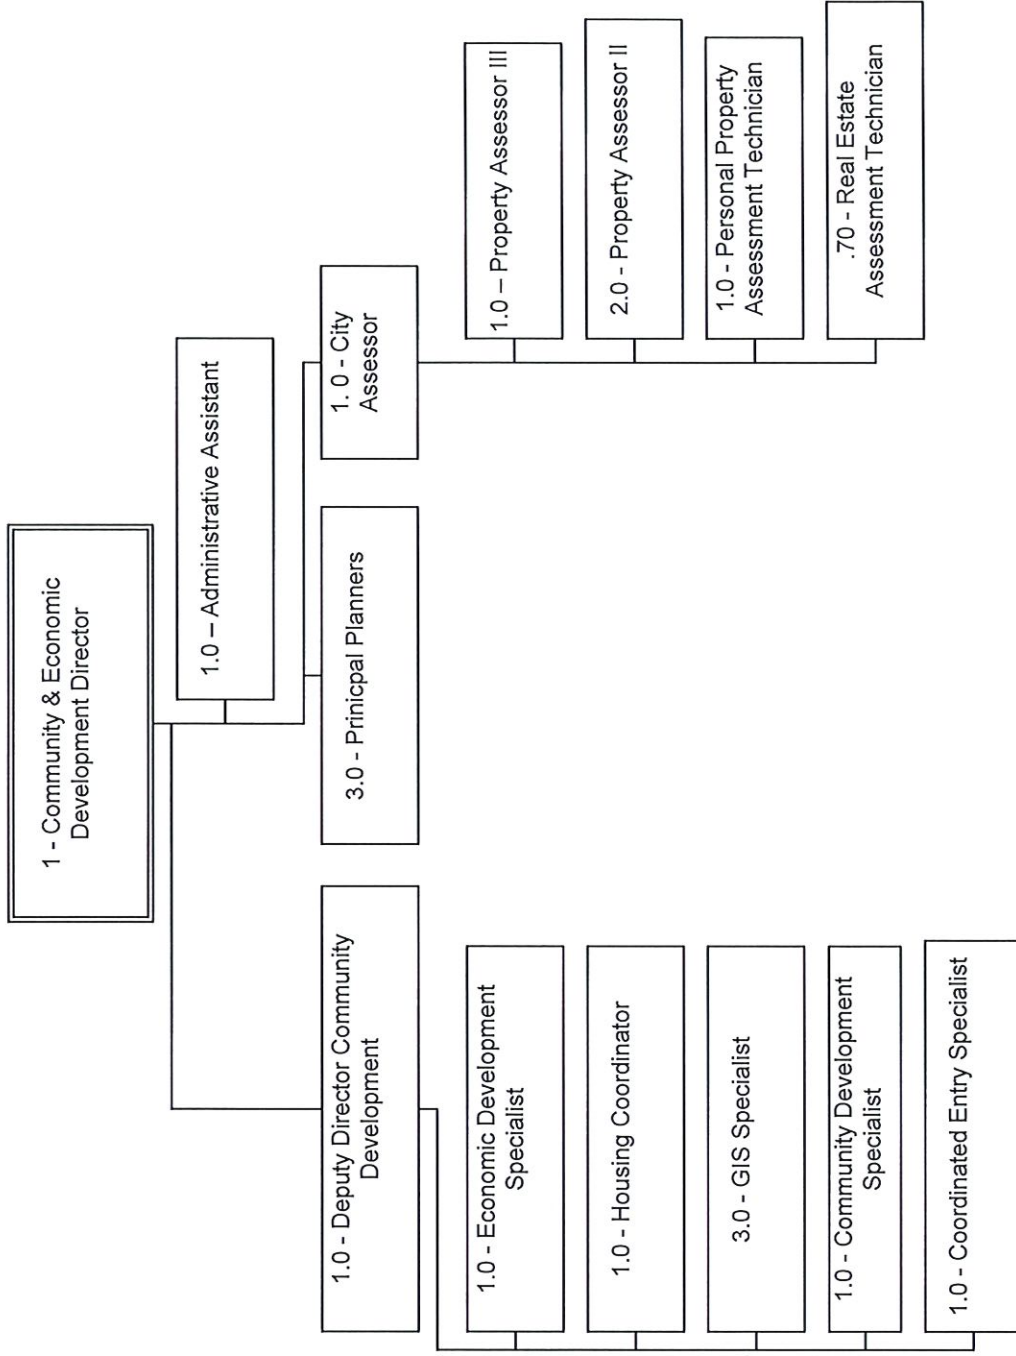 1 - Community & Economic
Development Director
1.0 – Administrative Assistant
1.0 - Deputy Director Community
Development
3.0 - Prinicpal Planners
1. 0 - City
Assessor
1.0 - Economic Development
Specialist
1.0 - Housing Coordinator
3.0 - GIS Specialist
1.0 - Community Development
Specialist
1.0 - Coordinated Entry Specialist
1.0 – Property Assessor III
2.0 - Property Assessor II
1.0 - Personal Property
Assessment Technician
.70 - Real Estate
Assessment Technician